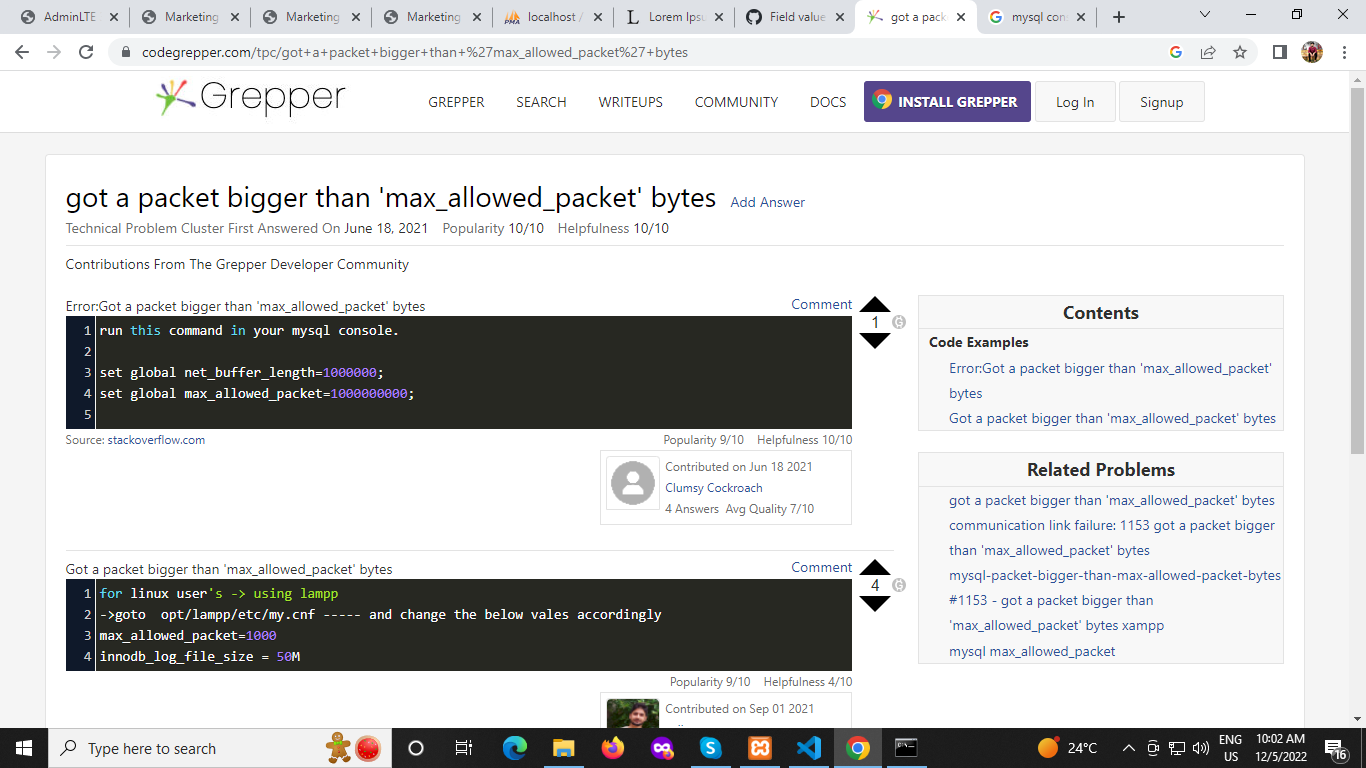 AdminLTE
Marketing
Marketing
Marketing
localhost /
Lorem Ipsu
Field value
got a pack
mysql con
codegrepper.com/tpc/got+a+packet+bigger+than+%27max_allowed_packet%27+bytes
Grepper
GREPPER
SEARCH
WRITEUPS
COMMUNITY
DOCS
INSTALL GREPPER
Log In
Signup
got a packet bigger than 'max_allowed_packet' bytes Add Answer
Technical Problem Cluster First Answered On June 18, 2021 Popularity 10/10 Helpfulness 10/10
Contributions From The Grepper Developer Community
Error:Got a packet bigger than 'max_allowed_packet' bytes
Comment
1
1 run this command in your mysql console.
2
3 set global net_buffer_length=1000000;
4 set global max_allowed_packet=1000000000;
5
Source: stackoverflow.com
Popularity 9/10 Helpfulness 10/10
Contributed on Jun 18 2021
Clumsy Cockroach
4 Answers Avg Quality 7/10
Got a packet bigger than 'max_allowed_packet' bytes
Comment
4
1 for linux user's -> using lampp
2 ->goto  opt/lampp/etc/my.cnf ----- and change the below vales accordingly
3 max_allowed_packet=1000
4 innodb_log_file_size = 50M
Popularity 9/10 Helpfulness 4/10
Contributed on Sep 01 2021
Contents
Code Examples
Error:Got a packet bigger than 'max_allowed_packet'
bytes
Got a packet bigger than 'max_allowed_packet' bytes
Related Problems
got a packet bigger than 'max_allowed_packet' bytes
communication link failure: 1153 got a packet bigger
than 'max_allowed_packet' bytes
mysql-packet-bigger-than-max-allowed-packet-bytes
#1153 - got a packet bigger than
'max_allowed_packet' bytes xampp
mysql max_allowed_packet
Type here to search
24°C
ENG
US
10:02 AM
12/5/2022
16